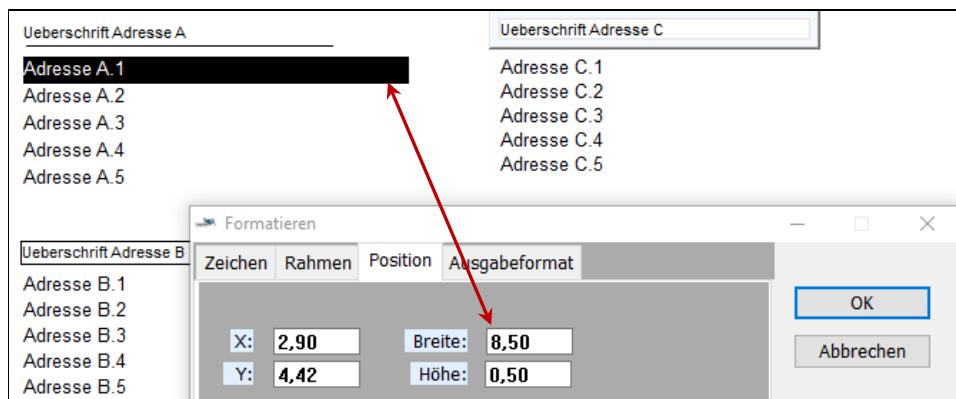 Ueberschrift Adresse A
Adresse A.1
Adresse A.2
Adresse A.3
Adresse A.4
Adresse A.5
Ueberschrift Adresse C
Adresse C.1
Adresse C.2
Adresse C.3
Adresse C.4
Adresse C.5
Ueberschrift Adresse B
Adresse B.1
Adresse B.2
Adresse B.3
Adresse B.4
Adresse B.5
Formatieren
Zeichen Rahmen Position Ausgabeformat
X: 2,90 Breite: 8,50
Y: 4,42 Höhe: 0,50
OK
Abbrechen